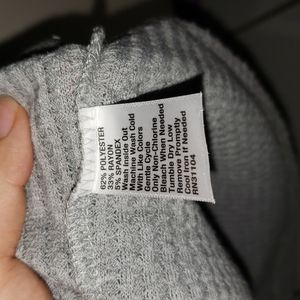 62% POLYESTER
33% RAYON
5% SPANDEX
Wash Inside Out
Machine Wash Cold
With Like Colors
Gentle Cycle
Only Non-Chlorine
Bleach When Needed
Tumble Dry Low
Remove Promptly
Cool Iron If Needed
RN31104